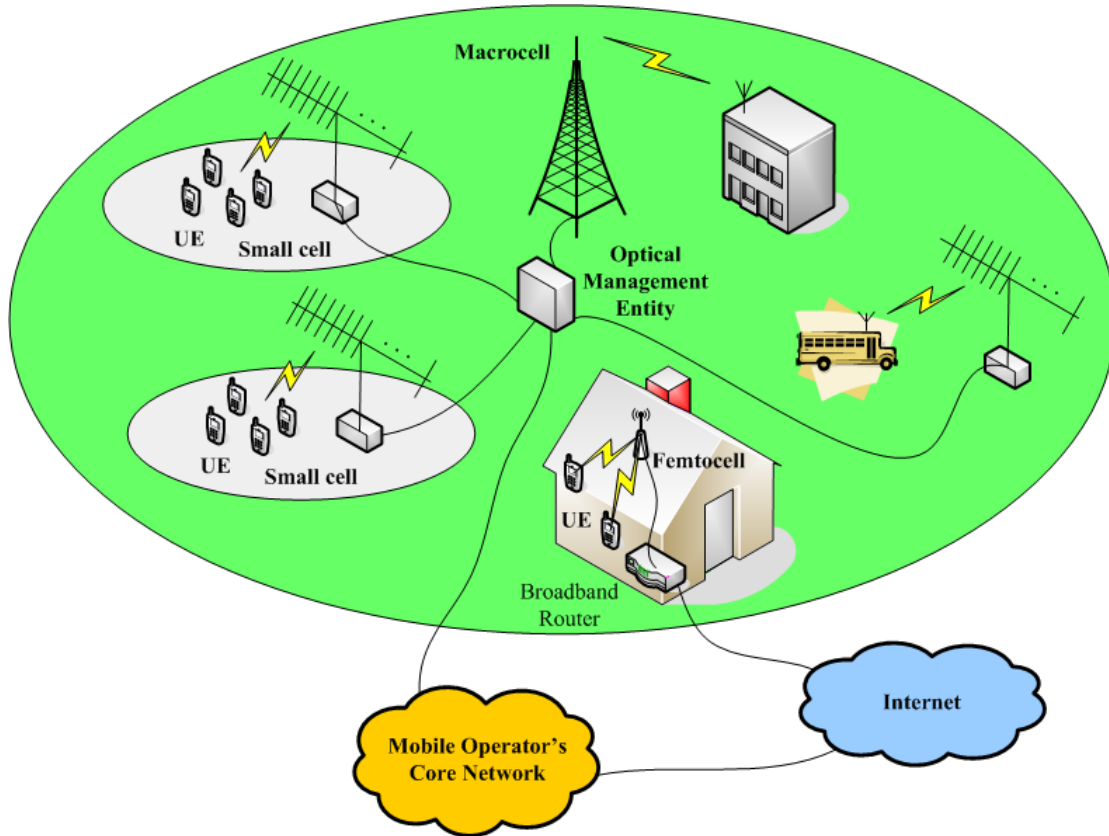 Macrocell
UE
Small cell
Optical
Management
Entity
UE
Small cell
Femtocell
UE
Broadband
Router
Internet
Mobile Operator's
Core Network